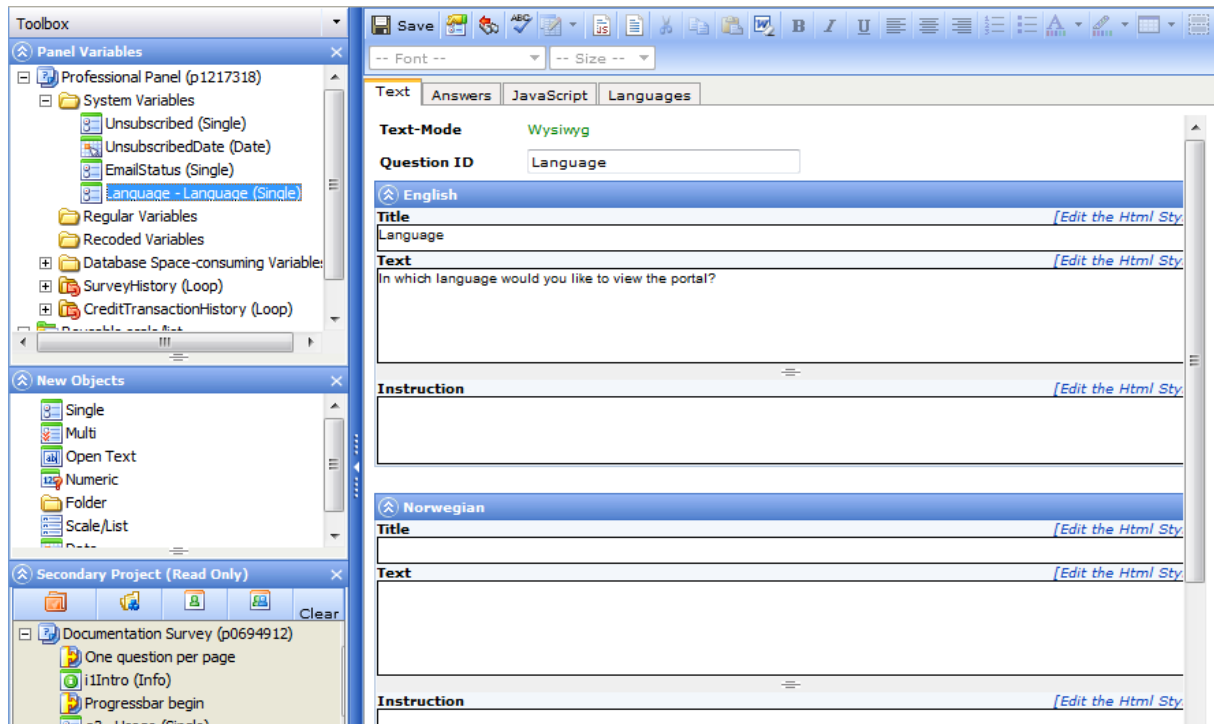 Toolbox
Panel Variables
Professional Panel (p1217318)
System Variables
Unsubscribed (Single)
UnsubscribedDate (Date)
EmailStatus (Single)
Language - Language (Single)
Regular Variables
Recoded Variables
Database Space-consuming Variables
SurveyHistory (Loop)
CreditTransactionHistory (Loop)
Reusable scale/list
New Objects
Single
Multi
Open Text
Numeric
Folder
Scale/List
Date
Secondary Project (Read Only)
Clear
Documentation Survey (p0694912)
One question per page
i1Intro (Info)
Progressbar begin
Save ABC B I U
-- Font -- -- Size --
Text Answers JavaScript Languages
Text-Mode Wysiwyg
Question ID Language
English
Title [Edit the Html Sty
Language
Text [Edit the Html Sty
In which language would you like to view the portal?
Instruction [Edit the Html Sty
Norwegian
Title [Edit the Html Sty
Text [Edit the Html Sty
Instruction [Edit the Html Sty